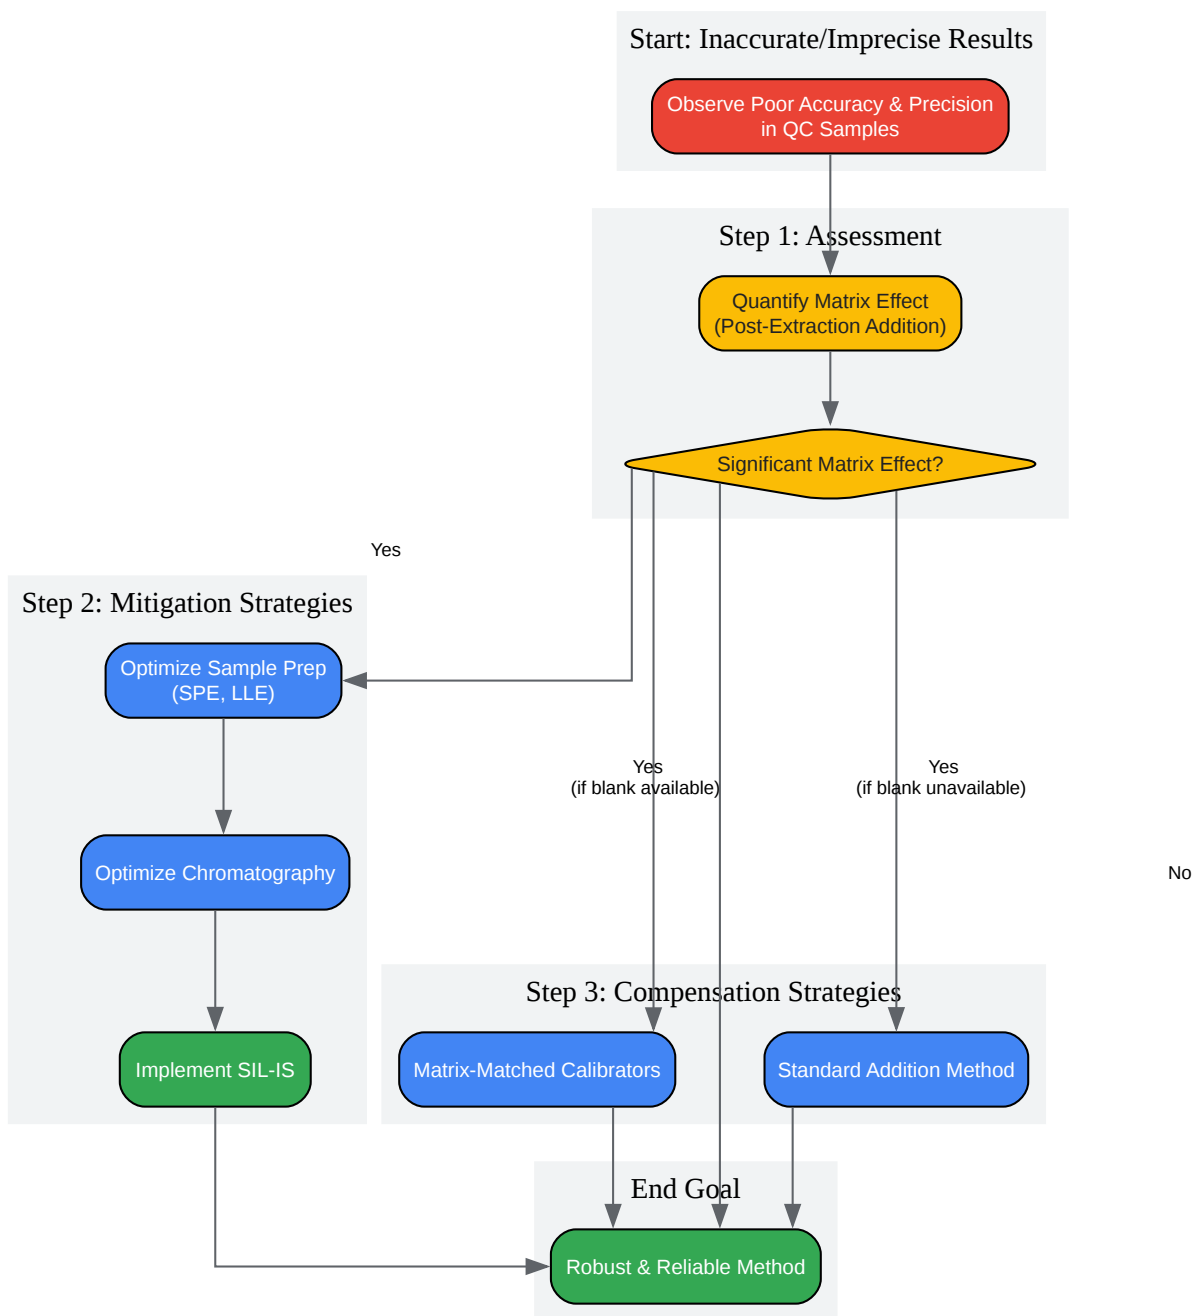 Start: Inaccurate/Imprecise Results
Observe Poor Accuracy & Precision
in QC Samples
Step 1: Assessment
Quantify Matrix Effect
(Post-Extraction Addition)
Significant Matrix Effect?
Yes
Step 2: Mitigation Strategies
Optimize Sample Prep
(SPE, LLE)
Yes
(if blank available)
Yes
(if blank unavailable)
Optimize Chromatography
No
Step 3: Compensation Strategies
Implement SIL-IS
Matrix-Matched Calibrators
Standard Addition Method
End Goal
Robust & Reliable Method